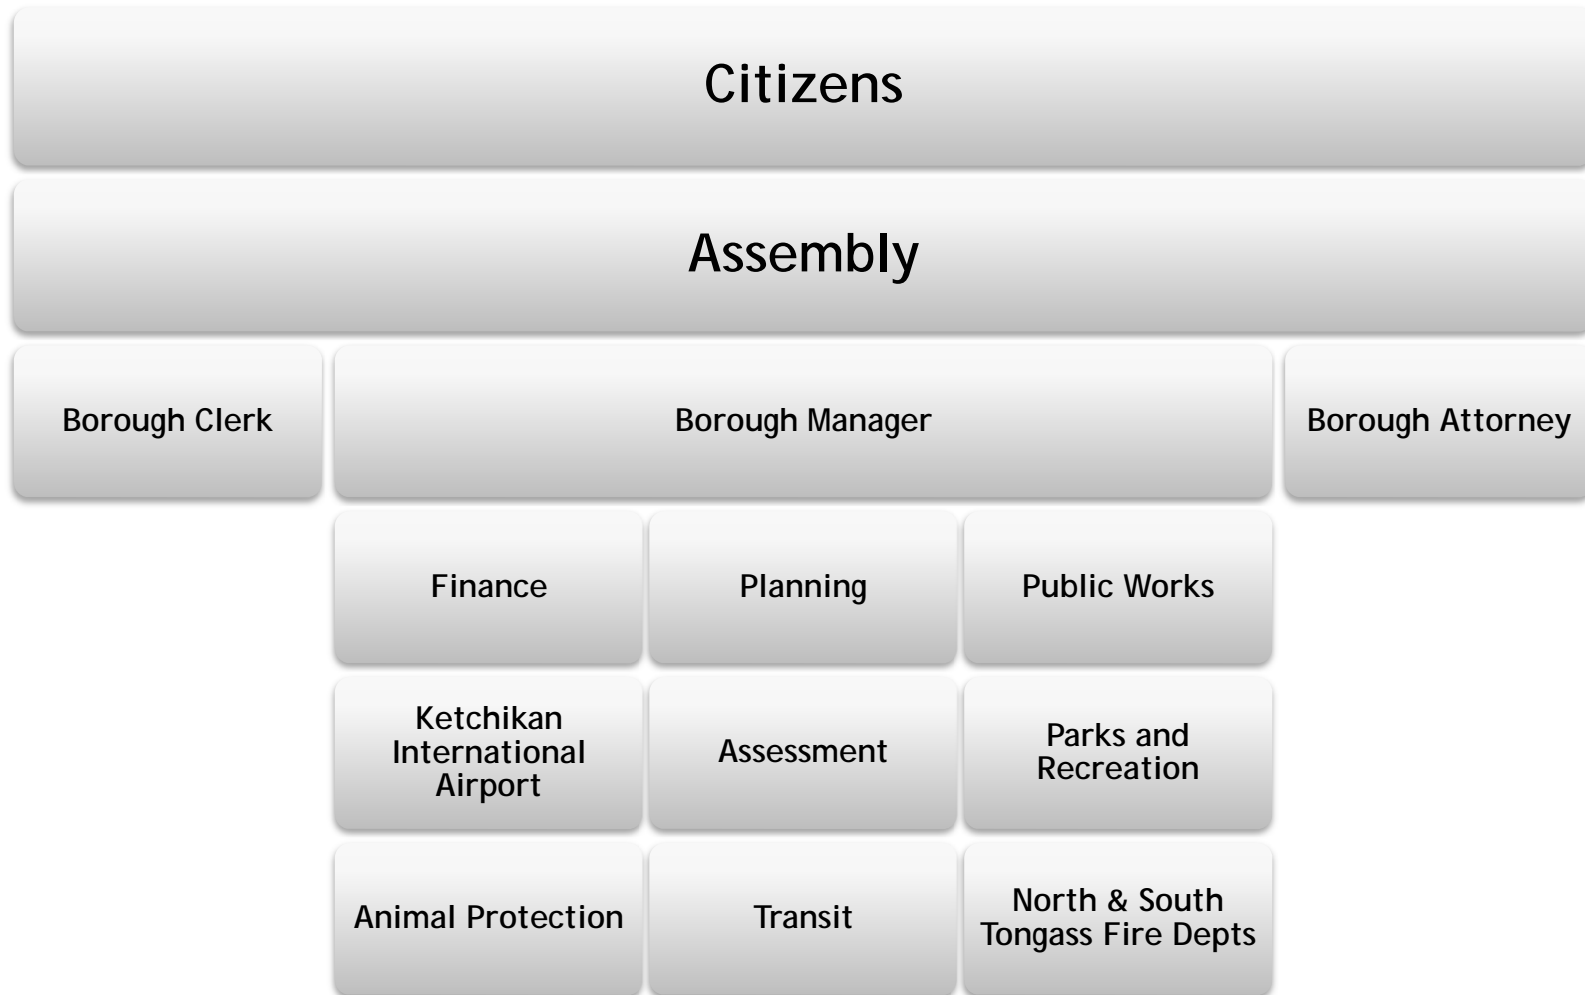 Citizens
Assembly
Borough Clerk
Borough Manager
Borough Attorney
Finance
Planning
Public Works
Ketchikan
International
Airport
Assessment
Parks and
Recreation
Animal Protection
Transit
North & South
Tongass Fire Depts